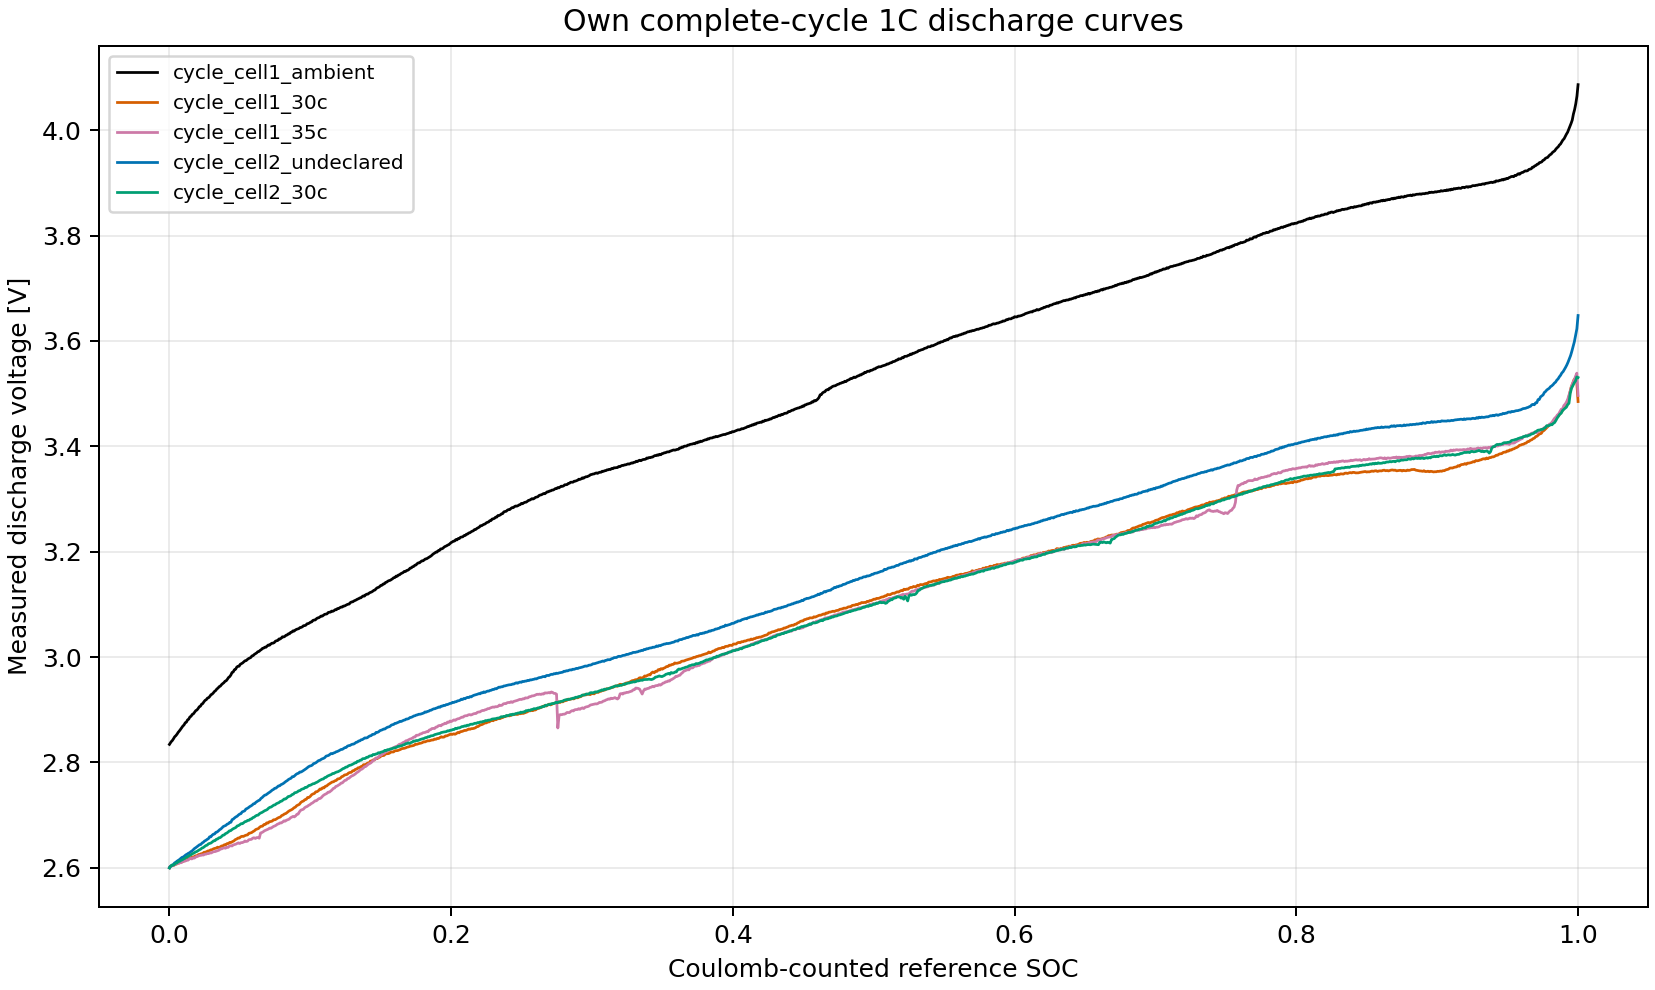 Own complete-cycle 1C discharge curves
cycle_cell1_ambient
cycle_cell1_30c
cycle_cell1_35c
cycle_cell2_undeclared
cycle_cell2_30c
Measured discharge voltage [V]
4.0
3.8
3.6
3.4
3.2
3.0
2.8
2.6
0.0 0.2 0.4 0.6 0.8 1.0
Coulomb-counted reference SOC